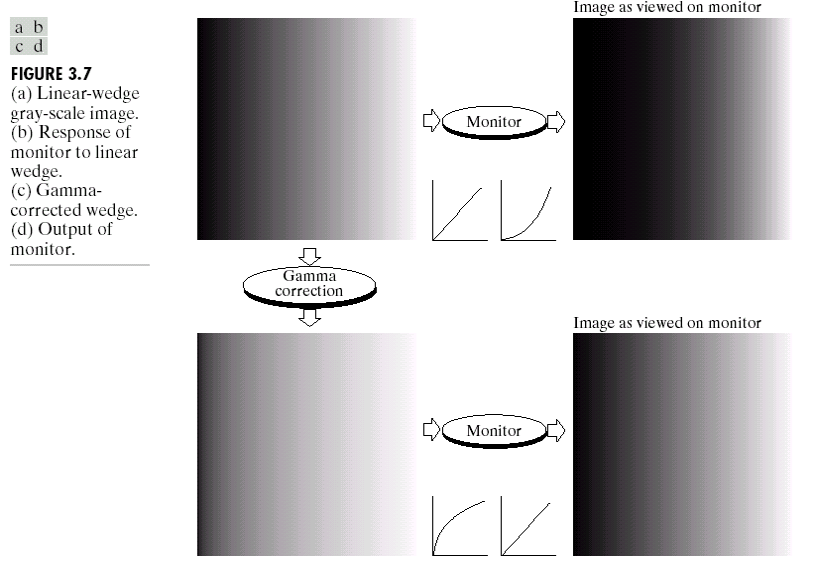 a b
c d
FIGURE 3.7
(a) Linear-wedge
gray-scale image.
(b) Response of
monitor to linear
wedge.
(c) Gamma-
corrected wedge.
(d) Output of
monitor.
Image as viewed on monitor
Monitor
Gamma
correction
Image as viewed on monitor
Monitor